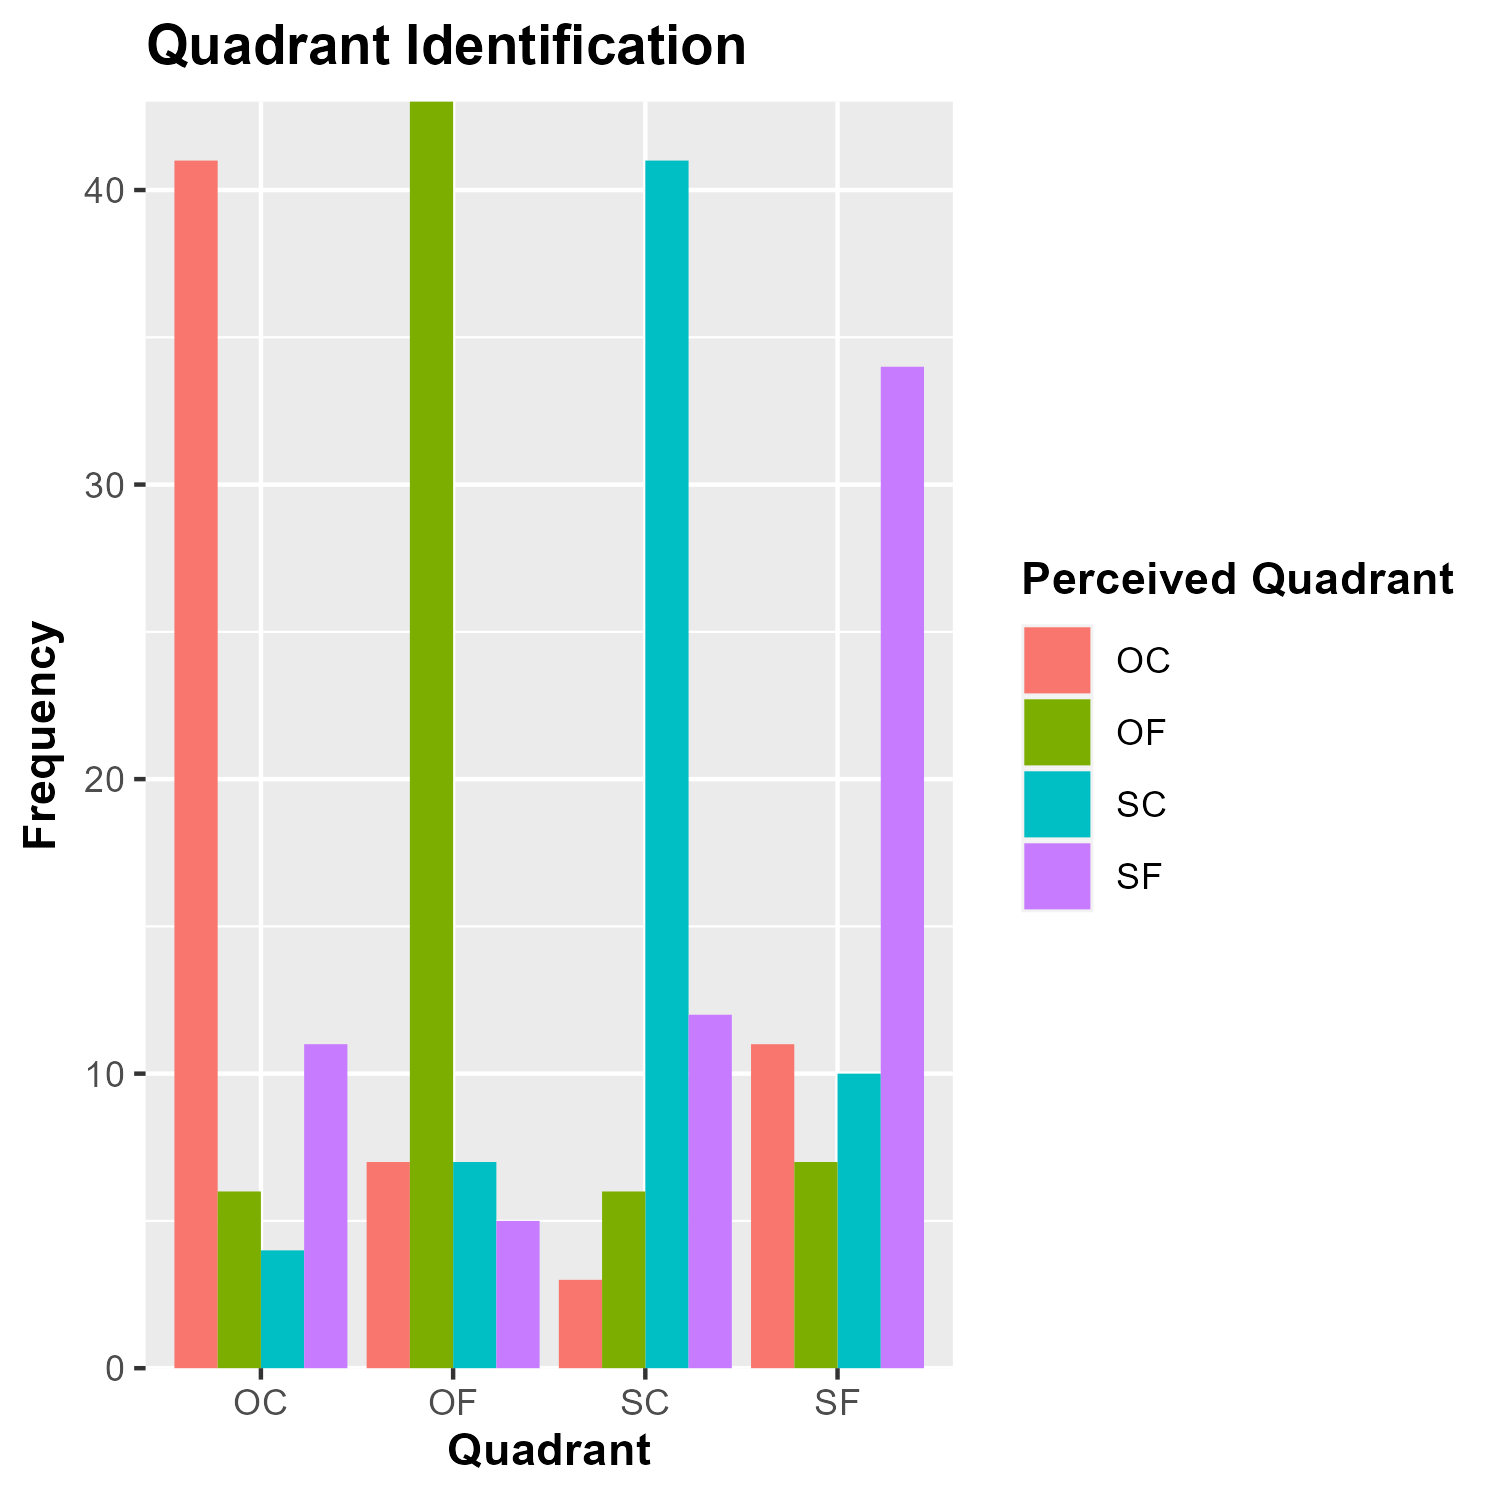 Quadrant Identification
Frequency
40
30
20
10
0
OC OF SC SF
Quadrant
Perceived Quadrant
OC
OF
SC
SF